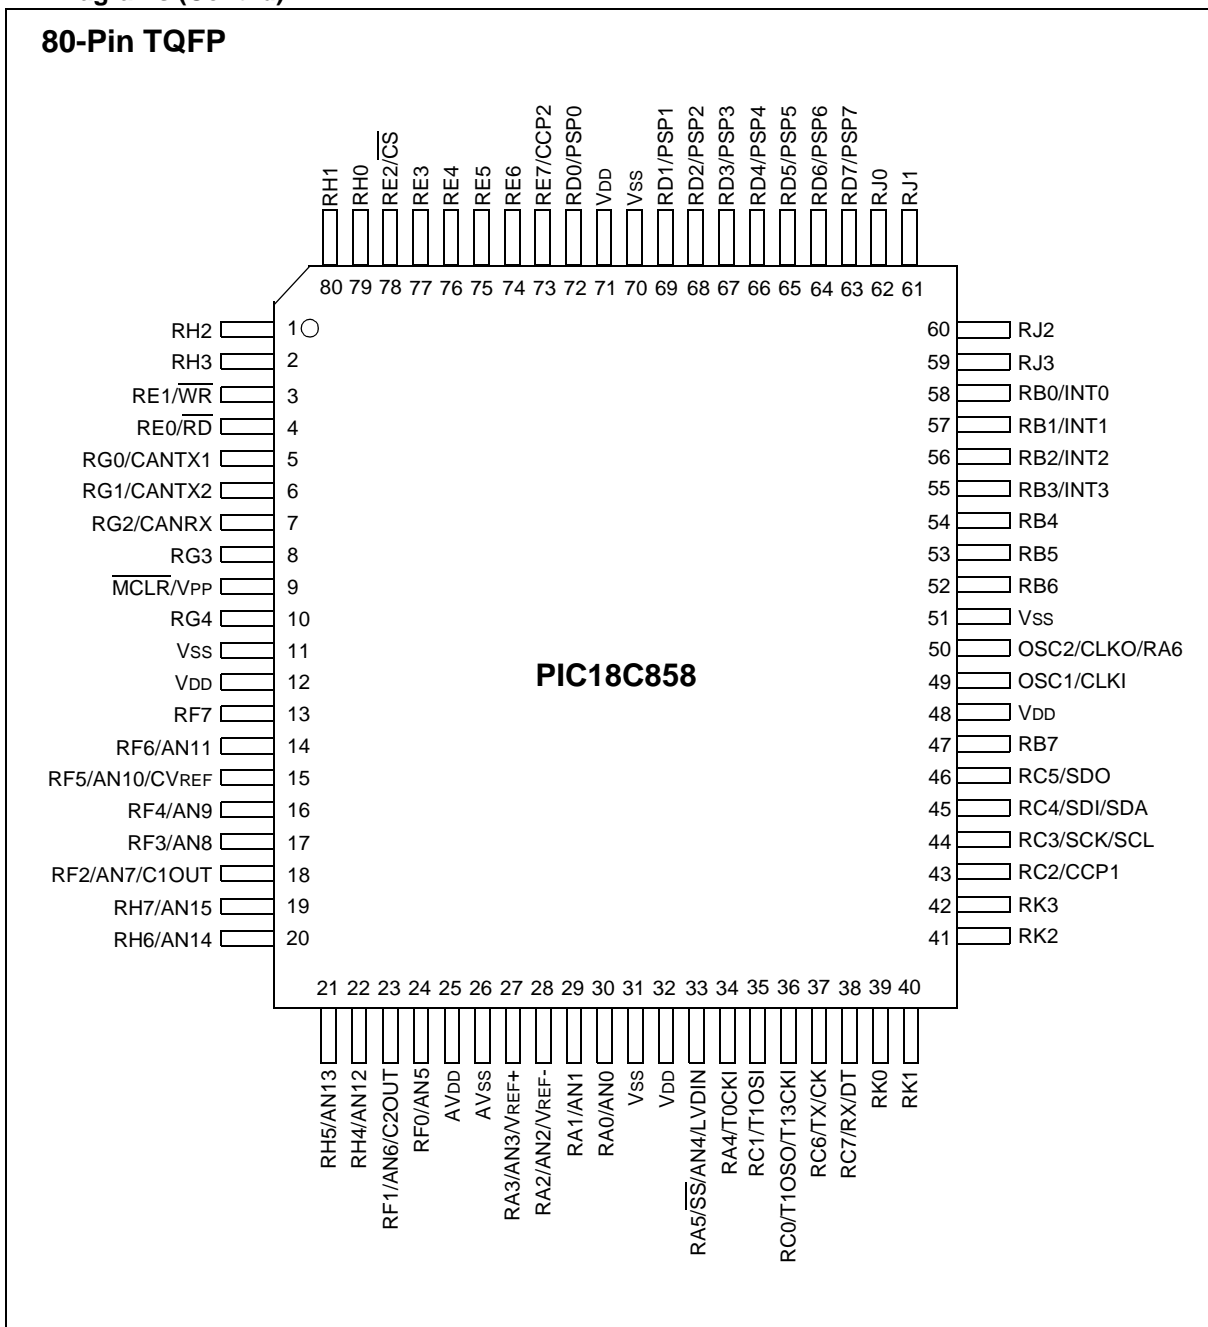 80-Pin TQFP
RH1
RH0
RE2/CS
RE3
RE4
RE5
RE6
RE7/CCP2
RD0/PSP0
VDD
VSS
RD1/PSP1
RD2/PSP2
RD3/PSP3
RD4/PSP4
RD5/PSP5
RD6/PSP6
RD7/PSP7
RJ0
RJ1
80 79 78 77 76 75 74 73 72 71 70 69 68 67 66 65 64 63 62 61
RH2 1
RH3 2
RE1/WR 3
RE0/RD 4
RG0/CANTX1 5
RG1/CANTX2 6
RG2/CANRX 7
RG3 8
MCLR/VPP 9
RG4 10
VSS 11
VDD 12
RF7 13
RF6/AN11 14
RF5/AN10/CVREF 15
RF4/AN9 16
RF3/AN8 17
RF2/AN7/C1OUT 18
RH7/AN15 19
RH6/AN14 20
PIC18C858
60 RJ2
59 RJ3
58 RB0/INT0
57 RB1/INT1
56 RB2/INT2
55 RB3/INT3
54 RB4
53 RB5
52 RB6
51 VSS
50 OSC2/CLKO/RA6
49 OSC1/CLKI
48 VDD
47 RB7
46 RC5/SDO
45 RC4/SDI/SDA
44 RC3/SCK/SCL
43 RC2/CCP1
42 RK3
41 RK2
21 22 23 24 25 26 27 28 29 30 31 32 33 34 35 36 37 38 39 40
RH5/AN13
RH4/AN12
RF1/AN6/C2OUT
RF0/AN5
AVDD
AVSS
RA3/AN3/VREF+
RA2/AN2/VREF-
RA1/AN1
RA0/AN0
VSS
VDD
RA5/SS/AN4/LVDIN
RA4/T0CKI
RC1/T1OSI
RC0/T1OSO/T13CKI
RC6/TX/CK
RC7/RX/DT
RK0
RK1